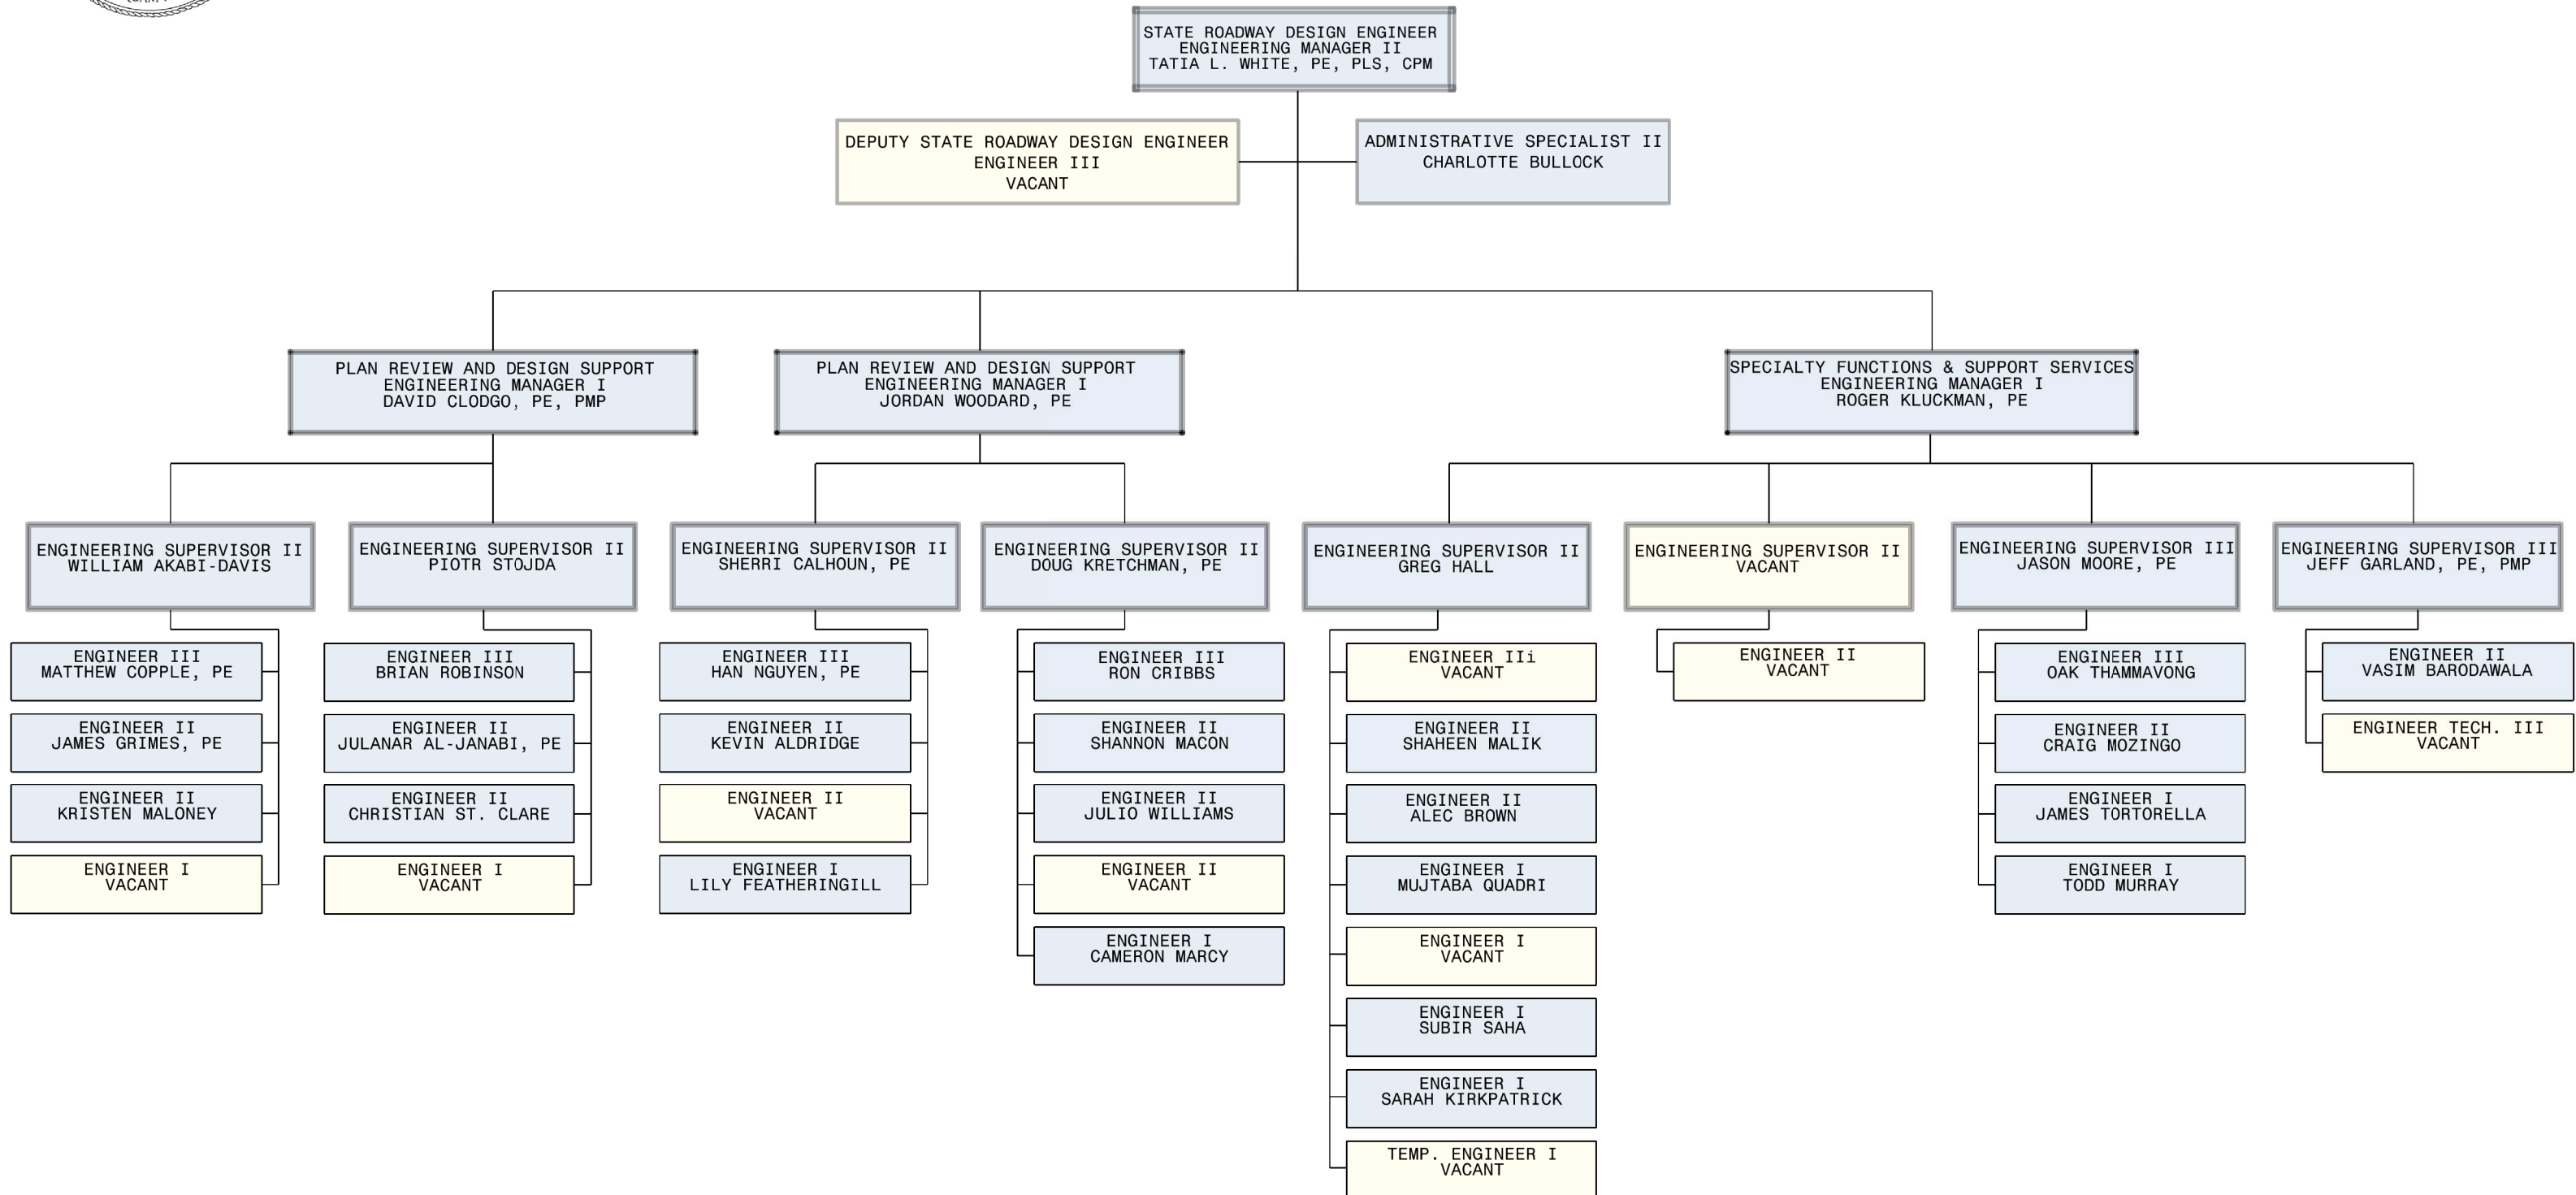 STATE ROADWAY DESIGN ENGINEER
ENGINEERING MANAGER II
TATIA L. WHITE, PE, PLS, CPM
DEPUTY STATE ROADWAY DESIGN ENGINEER
ENGINEER III
VACANT
ADMINISTRATIVE SPECIALIST II
CHARLOTTE BULLOCK
PLAN REVIEW AND DESIGN SUPPORT
ENGINEERING MANAGER I
DAVID CLODGO, PE, PMP
PLAN REVIEW AND DESIGN SUPPORT
ENGINEERING MANAGER I
JORDAN WOODARD, PE
SPECIALTY FUNCTIONS & SUPPORT SERVICES
ENGINEERING MANAGER I
ROGER KLUCKMAN, PE
ENGINEERING SUPERVISOR II
WILLIAM AKABI-DAVIS
ENGINEERING SUPERVISOR II
PIOTR STOJDA
ENGINEERING SUPERVISOR II
SHERRI CALHOUN, PE
ENGINEERING SUPERVISOR II
DOUG KRETCHMAN, PE
ENGINEERING SUPERVISOR II
GREG HALL
ENGINEERING SUPERVISOR II
VACANT
ENGINEERING SUPERVISOR III
JASON MOORE, PE
ENGINEERING SUPERVISOR III
JEFF GARLAND, PE, PMP
ENGINEER III
MATTHEW COPPLE, PE
ENGINEER II
JAMES GRIMES, PE
ENGINEER II
KRISTEN MALONEY
ENGINEER I
VACANT
ENGINEER III
BRIAN ROBINSON
ENGINEER II
JULANAR AL-JANABI, PE
ENGINEER II
CHRISTIAN ST. CLARE
ENGINEER I
VACANT
ENGINEER III
HAN NGUYEN, PE
ENGINEER II
KEVIN ALDRIDGE
ENGINEER II
VACANT
ENGINEER I
LILY FEATHERINGILL
ENGINEER III
RON CRIBBS
ENGINEER II
SHANNON MACON
ENGINEER II
JULIO WILLIAMS
ENGINEER II
VACANT
ENGINEER I
CAMERON MARCY
ENGINEER IIi
VACANT
ENGINEER II
SHAHEEN MALIK
ENGINEER II
ALEC BROWN
ENGINEER I
MUJTABA QUADRI
ENGINEER I
VACANT
ENGINEER I
SUBIR SAHA
ENGINEER I
SARAH KIRKPATRICK
TEMP. ENGINEER I
VACANT
ENGINEER II
VACANT
ENGINEER III
OAK THAMMAVONG
ENGINEER II
CRAIG MOZINGO
ENGINEER I
JAMES TORTORELLA
ENGINEER I
TODD MURRAY
ENGINEER II
VASIM BARODAWALA
ENGINEER TECH. III
VACANT